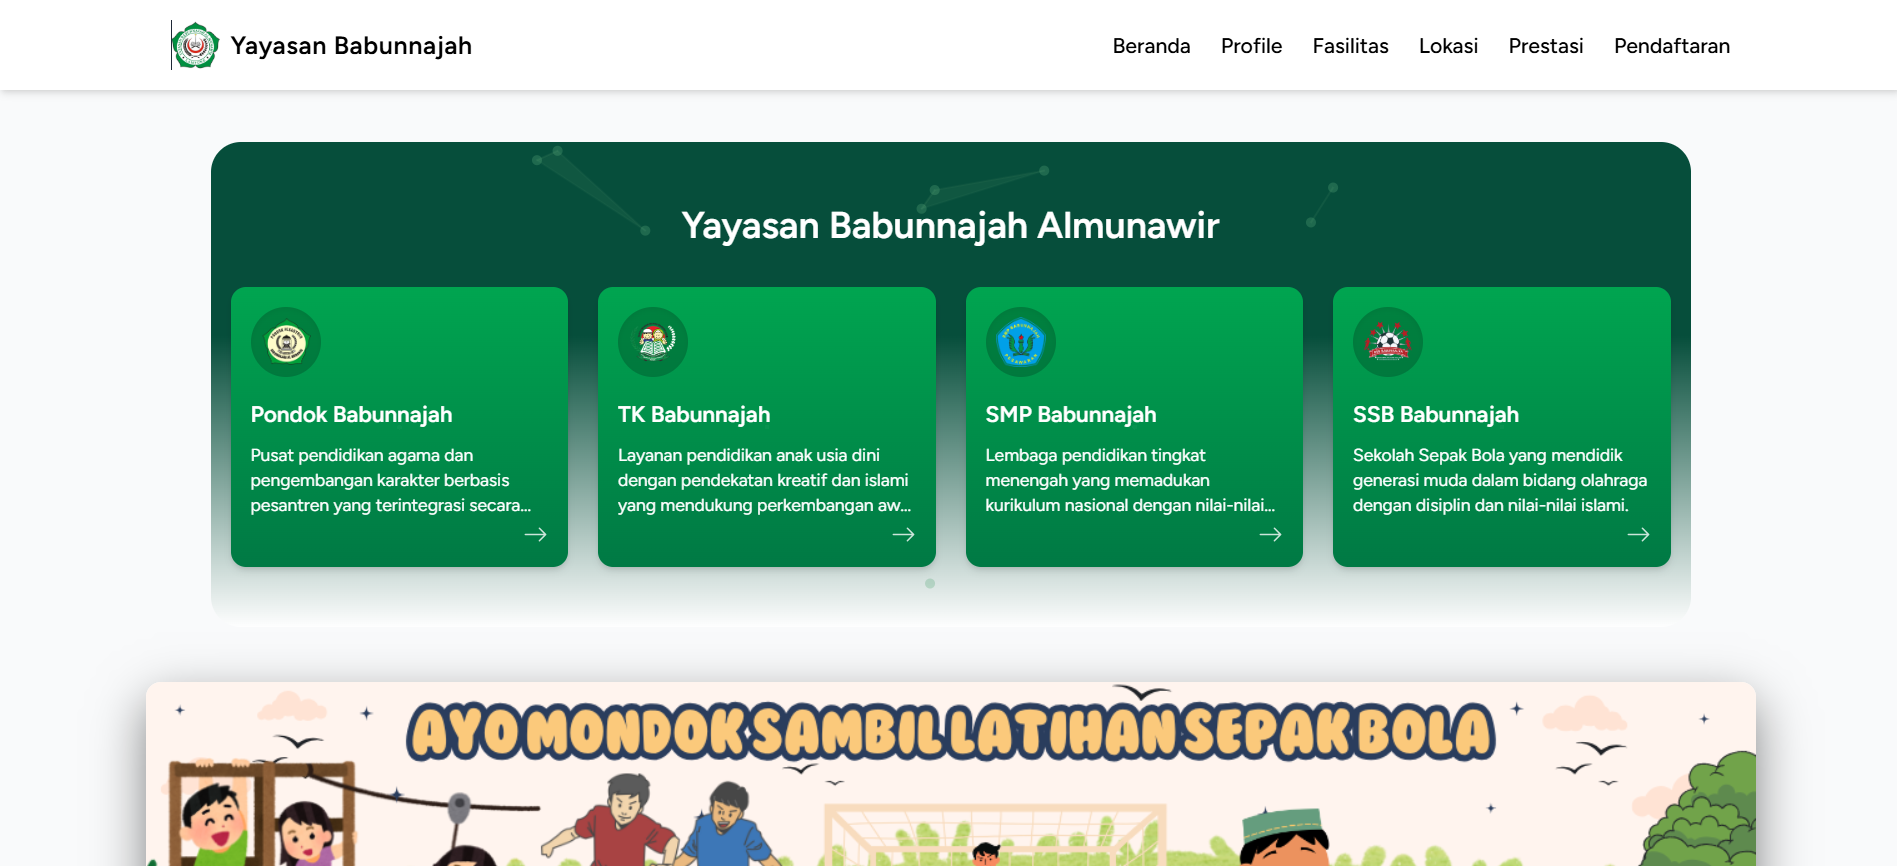 Yayasan Babunnajah
Beranda Profile Fasilitas Lokasi Prestasi Pendaftaran
Yayasan Babunnajah Almunawir
Pondok Babunnajah
Pusat pendidikan agama dan
pengembangan karakter berbasis
pesantren yang terintegrasi secara...
TK Babunnajah
Layanan pendidikan anak usia dini
dengan pendekatan kreatif dan islami
yang mendukung perkembangan aw...
SMP Babunnajah
Lembaga pendidikan tingkat
menengah yang memadukan
kurikulum nasional dengan nilai-nilai...
SSB Babunnajah
Sekolah Sepak Bola yang mendidik
generasi muda dalam bidang olahraga
dengan disiplin dan nilai-nilai islami.
AYO MONDOK SAMBIL LATIHAN SEPAK BOLA